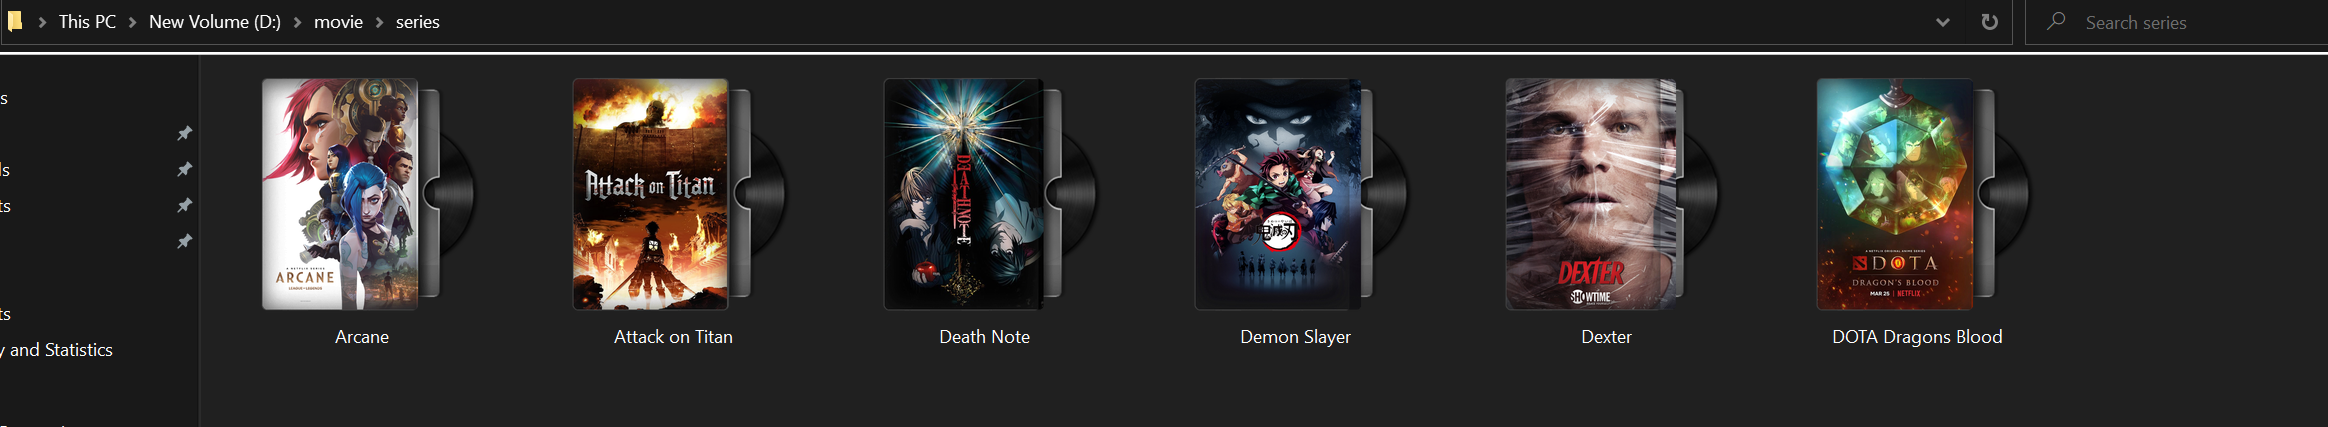 This PC > New Volume (D:) > movie > series
Search series
s
ls
ts
ts
y and Statistics
A NETFLIX SERIES
ARCANE
LEAGUE OF LEGENDS
Attack on Titan
DEATH NOTE
鬼滅の刃
DEXTER
SHOWTIME
A NETFLIX ORIGINAL ANIME SERIES
DOTA
DRAGON'S BLOOD
MAR 25 | NETFLIX
Arcane
Attack on Titan
Death Note
Demon Slayer
Dexter
DOTA Dragons Blood